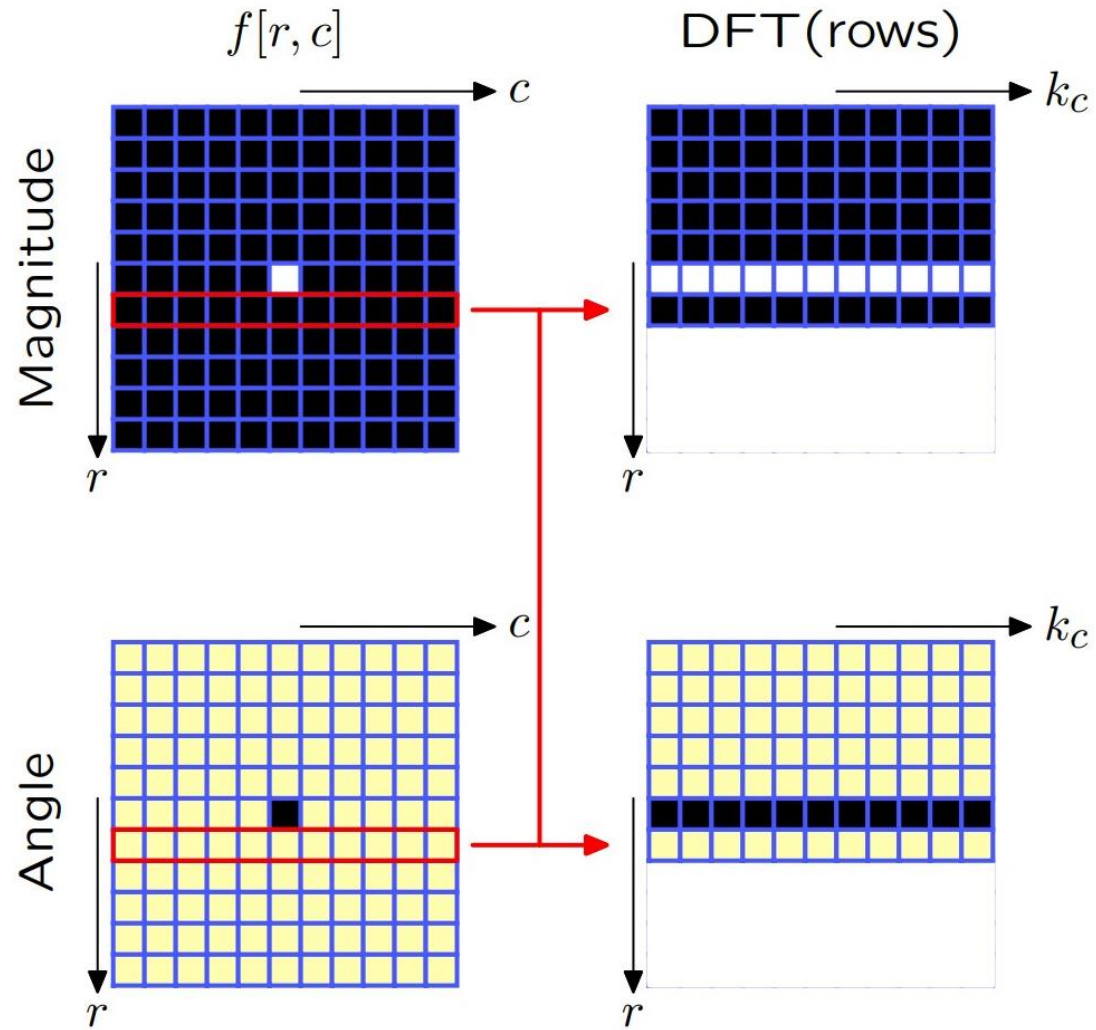 f[r, c]
DFT(rows)
c
k_c
Magnitude
r
r
c
k_c
Angle
r
r